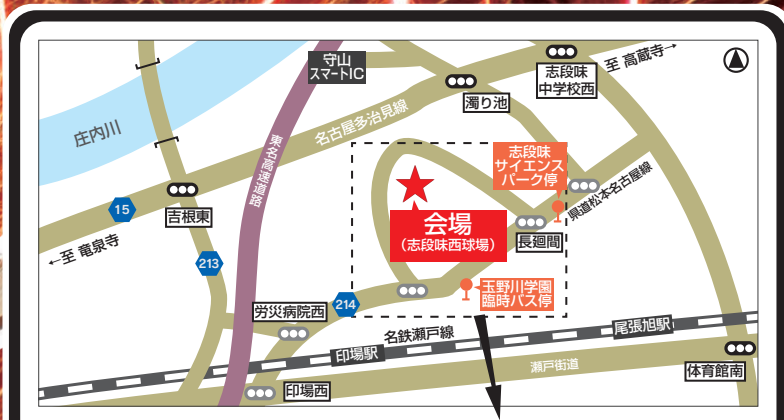 守山
スマートIC
志段味
中学校西
至 高蔵寺→
濁り池
庄内川
名古屋多治見線
東名高速道路
志段味
サイエンス
パーク停
県道松本名古屋線
15
吉根東
会場
(志段味西球場)
長廻間
←至 竜泉寺
213
玉野川学園
臨時バス停
214
労災病院西
名鉄瀬戸線
尾張旭駅
印場駅
瀬戸街道
体育館南
印場西